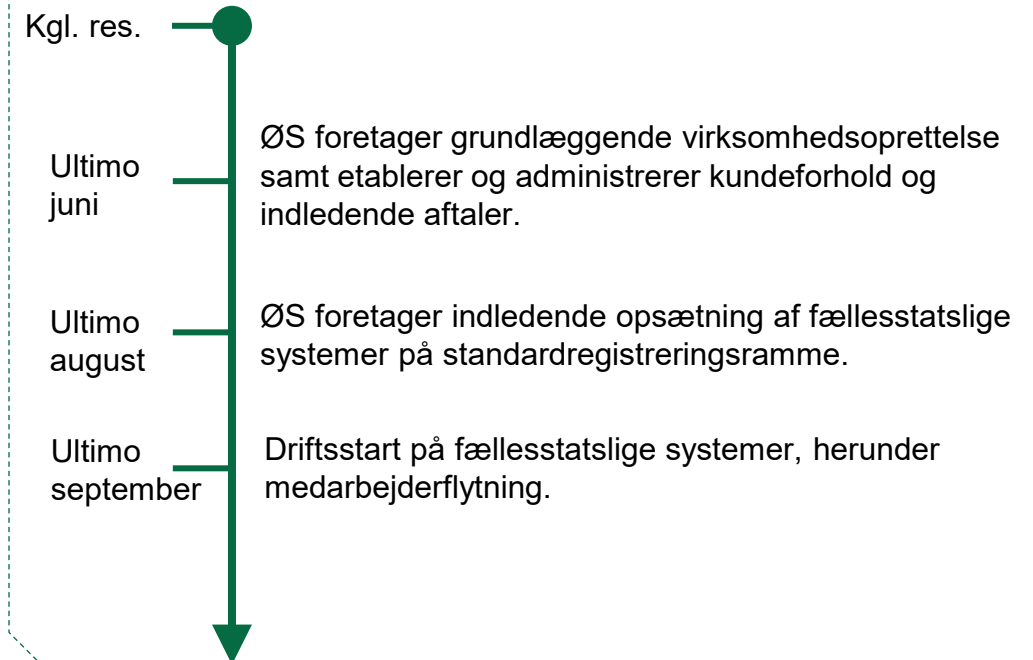 Kgl. res.
Ultimo
juni
ØS foretager grundlæggende virksomhedsoprettelse
samt etablerer og administrerer kundeforhold og
indledende aftaler.
Ultimo
august
ØS foretager indledende opsætning af fællesstatslige
systemer på standardregistreringsramme.
Ultimo
september
Driftsstart på fællesstatslige systemer, herunder
medarbejderflytning.